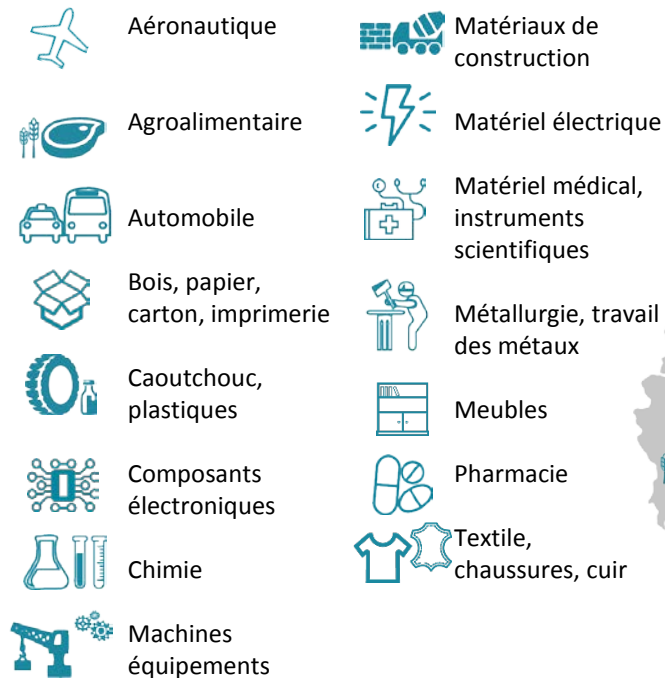 Aéronautique
Agroalimentaire
Automobile
Bois, papier,
carton, imprimerie
Caoutchouc,
plastiques
Composants
électroniques
Chimie
Machines
équipements
Matériaux de
construction
Matériel électrique
Matériel médical,
instruments
scientifiques
Métallurgie, travail
des métaux
Meubles
Pharmacie
Textile,
chaussures, cuir